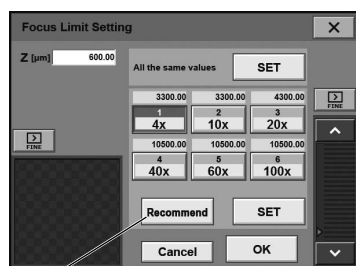 Focus Limit Setting
X
Z [µm] 600.00
All the same values SET
3300.00 3300.00 4300.00
1 2 3
4x 10x 20x
10500.00 10500.00 10500.00
4 5 6
40x 60x 100x
FINE
FINE
Recommend SET
Cancel OK